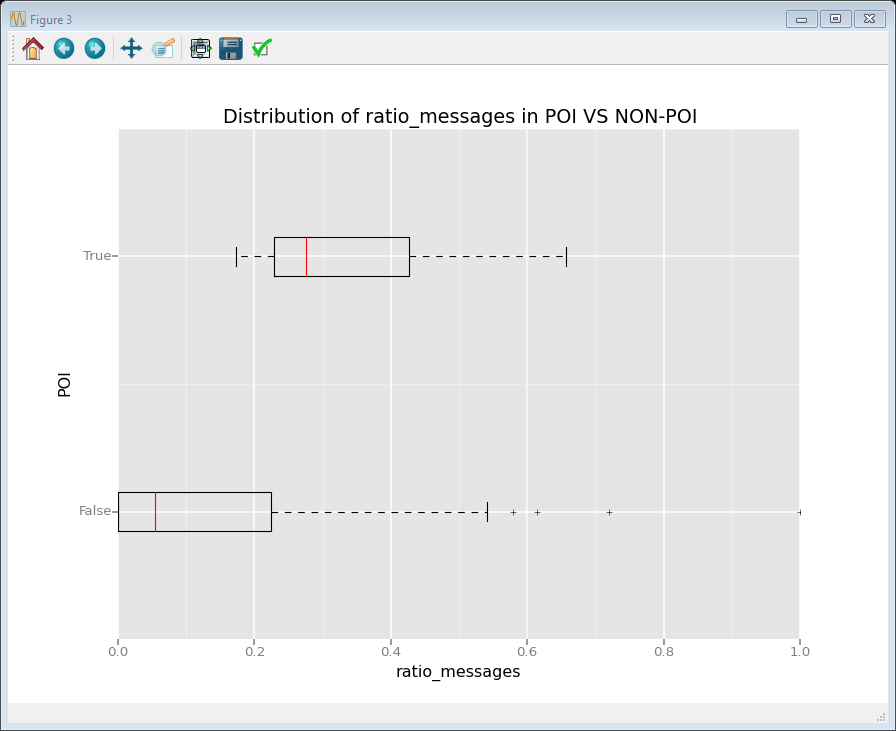 Figure 3
Distribution of ratio_messages in POI VS NON-POI
True
POI
False
0.0 0.2 0.4 0.6 0.8 1.0
ratio_messages